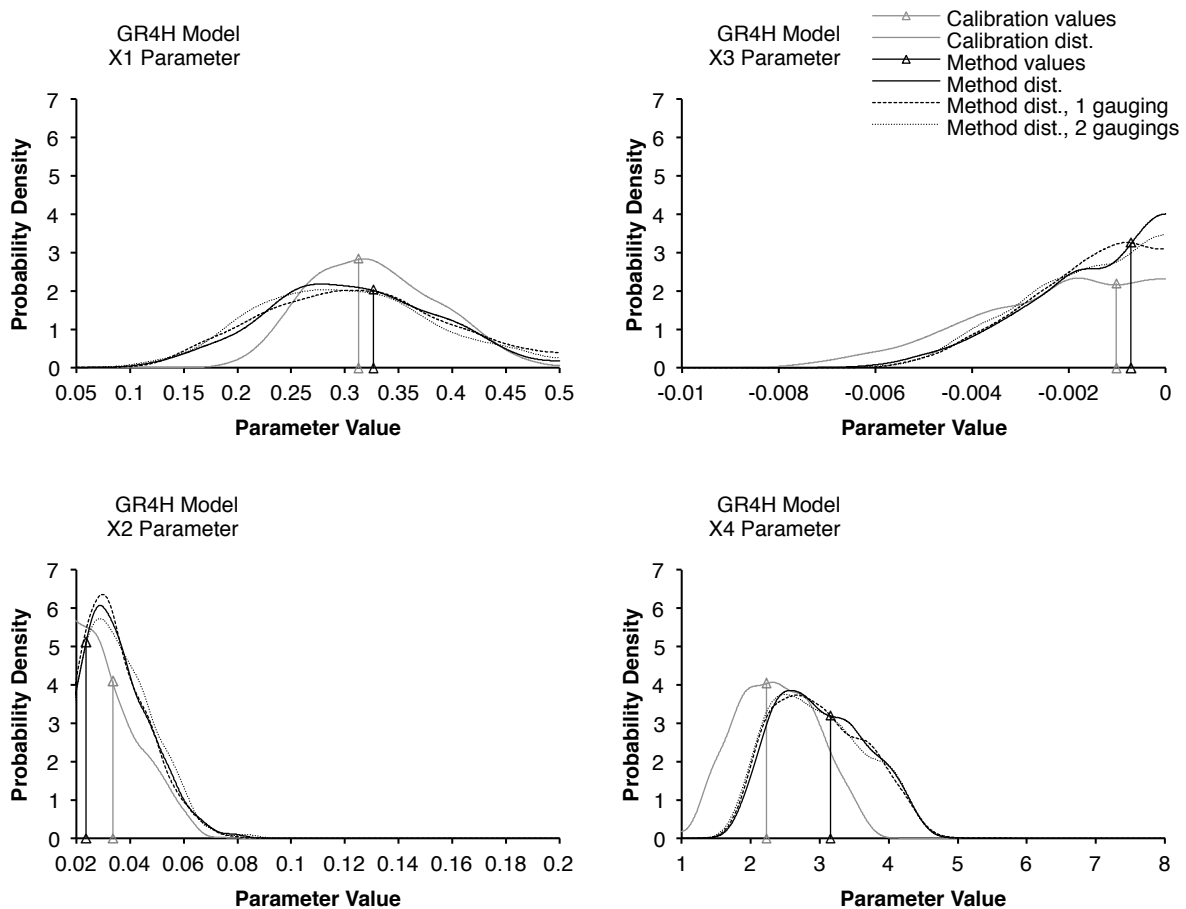 GR4H Model
X1 Parameter
7
6
5
4
3
2
1
0
Probability Density
0.05 0.1 0.15 0.2 0.25 0.3 0.35 0.4 0.45 0.5
Parameter Value
GR4H Model
X3 Parameter
Calibration values
Calibration dist.
Method values
Method dist.
Method dist., 1 gauging
Method dist., 2 gaugings
7
6
5
4
3
2
1
0
Probability Density
-0.01 -0.008 -0.006 -0.004 -0.002 0
Parameter Value
GR4H Model
X2 Parameter
7
6
5
4
3
2
1
0
Probability Density
0.02 0.04 0.06 0.08 0.1 0.12 0.14 0.16 0.18 0.2
Parameter Value
GR4H Model
X4 Parameter
7
6
5
4
3
2
1
0
Probability Density
1 2 3 4 5 6 7 8
Parameter Value